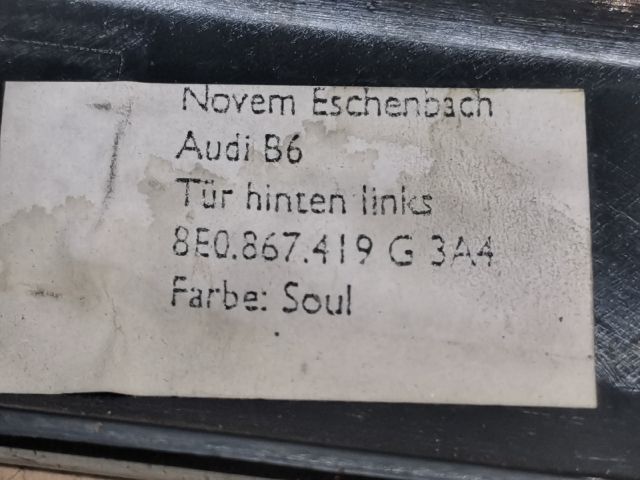 Novem Eschenbach
Audi B6
Tür hinten links
8E0.867.419 G 3A4
Farbe: Soul